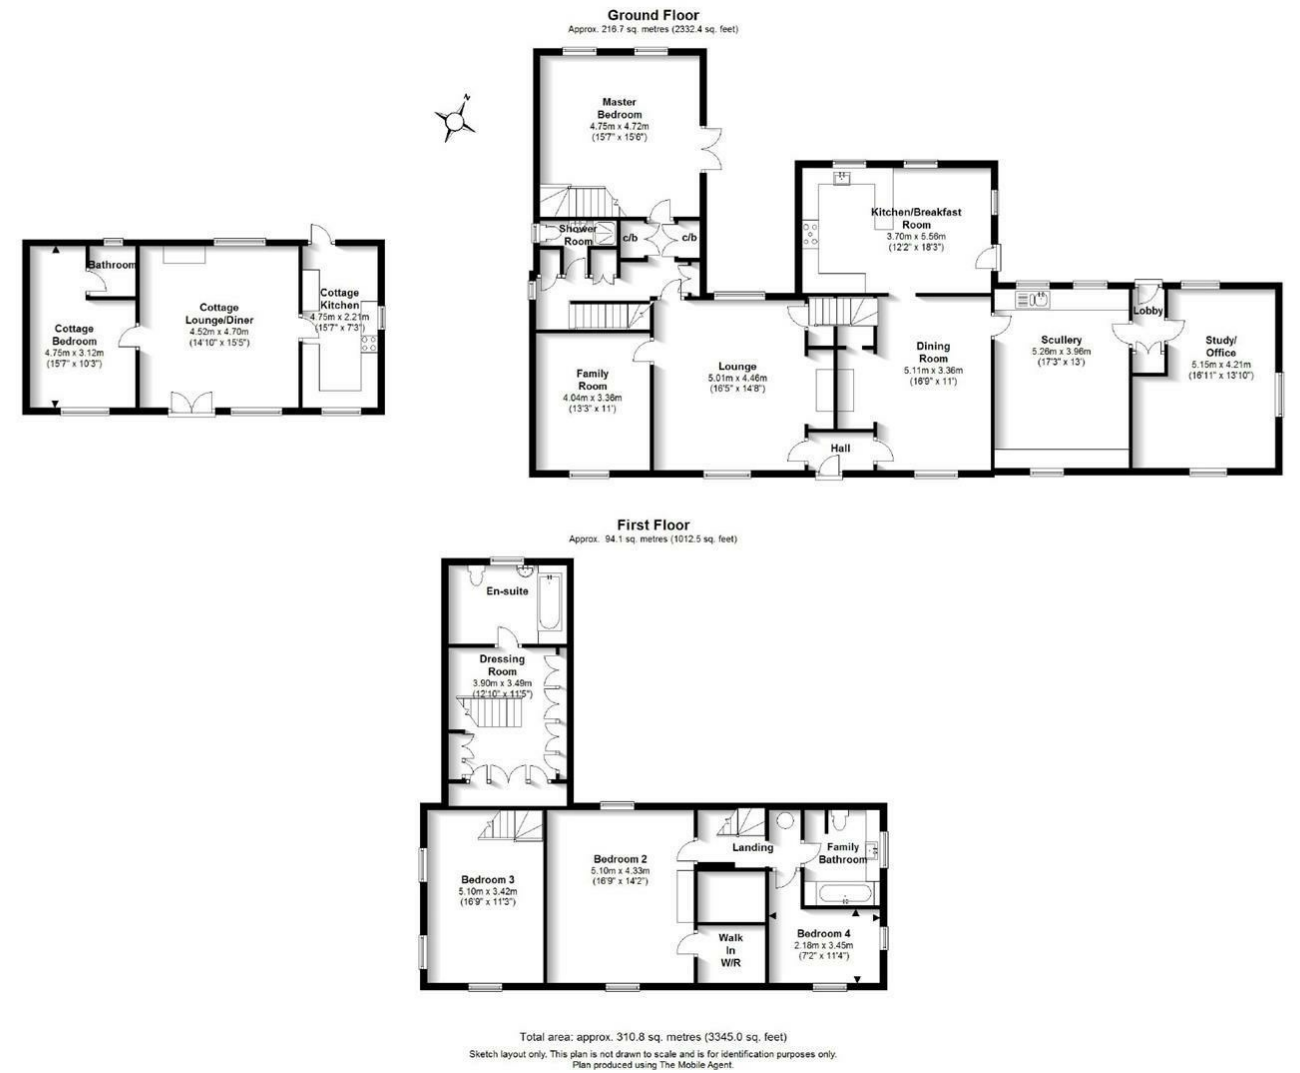 Ground Floor
Approx. 216.7 sq. metres (2332.4 sq. feet)
N
Master
Bedroom
4.75m x 4.72m
(15'7" x 15'6")
Shower
Room
c/b
c/b
Kitchen/Breakfast
Room
3.70m x 5.56m
(12'2" x 18'3")
Bathroom
Cottage
Bedroom
4.75m x 3.12m
(15'7" x 10'3")
Cottage
Lounge/Diner
4.52m x 4.70m
(14'10" x 15'5")
Cottage
Kitchen
4.75m x 2.21m
(15'7" x 7'3")
Family
Room
4.04m x 3.36m
(13'3" x 11')
Lounge
5.01m x 4.46m
(16'5" x 14'8")
Hall
Dining
Room
5.11m x 3.36m
(16'9" x 11')
Scullery
5.26m x 3.96m
(17'3" x 13')
Lobby
Study/
Office
5.15m x 4.21m
(16'11" x 13'10")
First Floor
Approx. 94.1 sq. metres (1012.5 sq. feet)
En-suite
Dressing
Room
3.90m x 3.49m
(12'10" x 11'5")
Bedroom 3
5.10m x 3.42m
(16'9" x 11'3")
Bedroom 2
5.10m x 4.33m
(16'9" x 14'2")
Landing
Family
Bathroom
Walk
In
W/R
Bedroom 4
2.18m x 3.45m
(7'2" x 11'4")
Total area: approx. 310.8 sq. metres (3345.0 sq. feet)
Sketch layout only. This plan is not drawn to scale and is for identification purposes only.
Plan produced using The Mobile Agent.